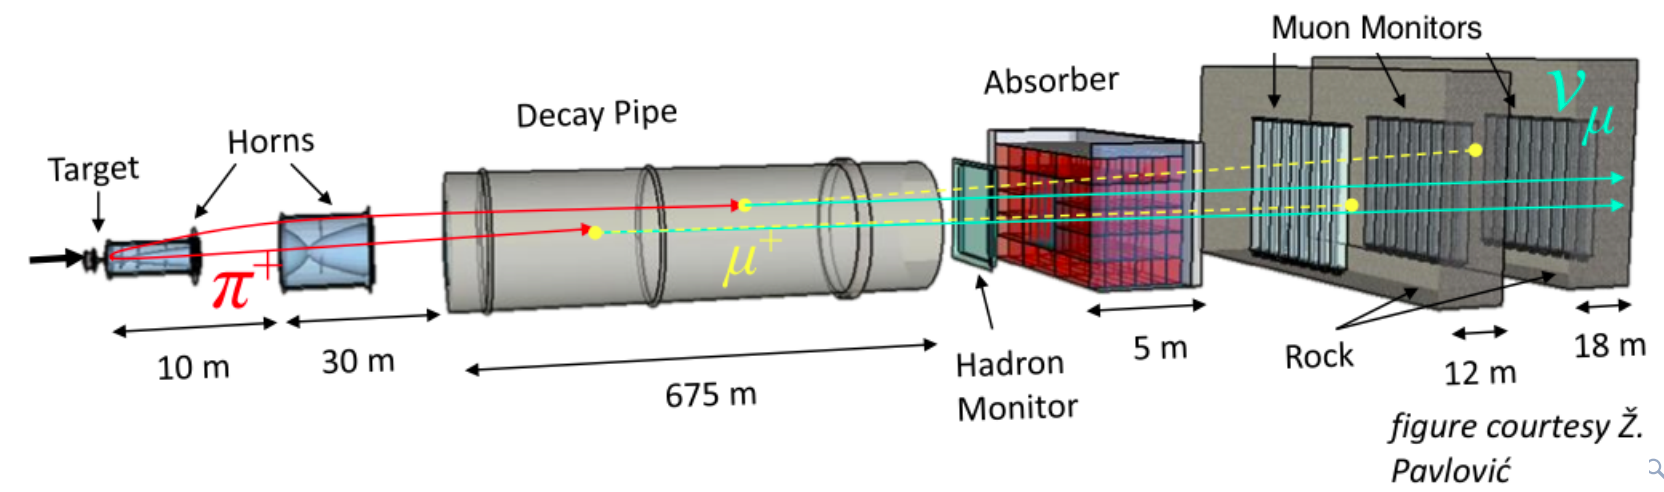 Muon Monitors
Absorber
Decay Pipe
Horns
Target
ν μ
π+
μ+
10 m
30 m
675 m
Hadron
Monitor
5 m
Rock
12 m
18 m
figure courtesy Ž.
Pavlović